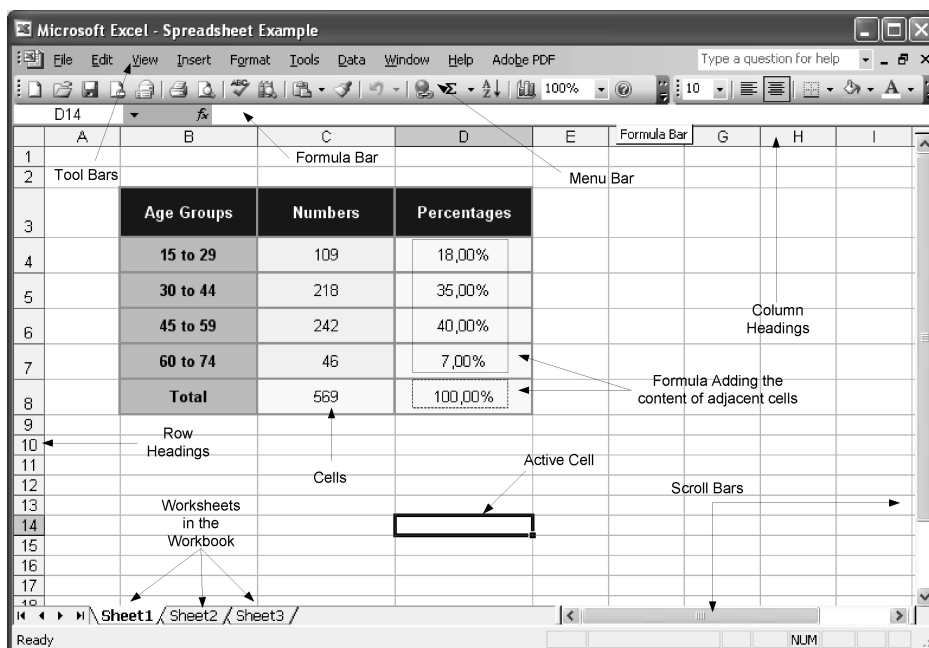 Microsoft Excel - Spreadsheet Example
File Edit View Insert Format Tools Data Window Help Adobe PDF Type a question for help
ABC Σ 100% 10 A
D14 fx
A B C D E Formula Bar G H I
1 Formula Bar
2 Tool Bars Menu Bar
3 Age Groups Numbers Percentages
4 15 to 29 109 18,00%
5 30 to 44 218 35,00%
6 45 to 59 242 40,00%
Column
Headings
7 60 to 74 46 7,00%
8 Total 569 100,00%
Formula Adding the
content of adjacent cells
9
10 Row
Headings
11 Active Cell
12 Cells Scroll Bars
13 Worksheets
14 in the
15 Workbook
16
17
18
Sheet1 Sheet2 Sheet3
Ready NUM